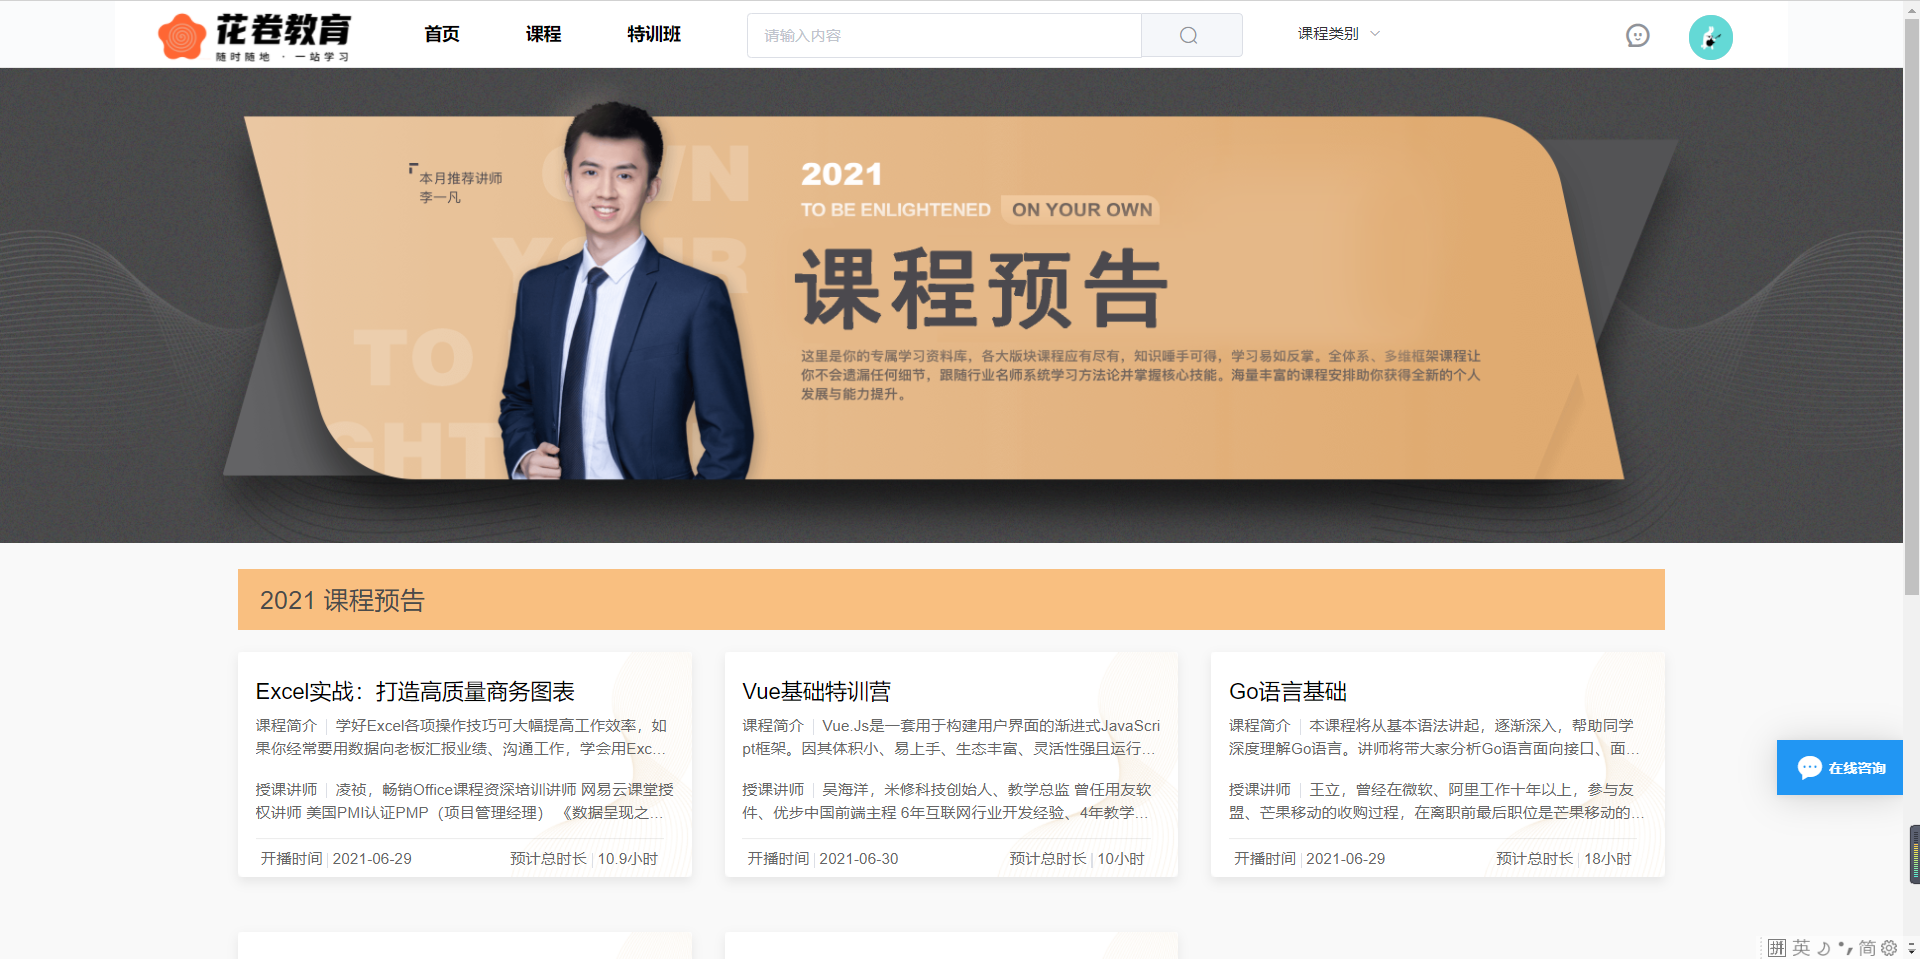 花卷教育
随时随地 · 一站学习
首页
课程
特训班
请输入内容
课程类别
OWN
YOUR
TO
GHT
本月推荐讲师
李一凡
2021
TO BE ENLIGHTENED ON YOUR OWN
课程预告
这里是你的专属学习资料库，各大版块课程应有尽有，知识唾手可得，学习易如反掌。全体系、多维框架课程让
你不会遗漏任何细节，跟随行业名师系统学习方法论并掌握核心技能。海量丰富的课程安排助你获得全新的个人
发展与能力提升。
2021 课程预告
Excel实战：打造高质量商务图表
课程简介 | 学好Excel各项操作技巧可大幅提高工作效率，如
果你经常要用数据向老板汇报业绩、沟通工作，学会用Exc...
授课讲师 | 凌祯，畅销Office课程资深培训讲师 网易云课堂授
权讲师 美国PMI认证PMP（项目管理经理） 《数据呈现之...
开播时间 | 2021-06-29
预计总时长 | 10.9小时
Vue基础特训营
课程简介 | Vue.Js是一套用于构建用户界面的渐进式JavaScri
pt框架。因其体积小、易上手、生态丰富、灵活性强且运行...
授课讲师 | 吴海洋，米修科技创始人、教学总监 曾任用友软
件、优步中国前端主程 6年互联网行业开发经验、4年教学...
开播时间 | 2021-06-30
预计总时长 | 10小时
Go语言基础
课程简介 | 本课程将从基本语法讲起，逐渐深入，帮助同学
深度理解Go语言。讲师将带大家分析Go语言面向接口、面...
授课讲师 | 王立，曾经在微软、阿里工作十年以上，参与友
盟、芒果移动的收购过程，在离职前最后职位是芒果移动的...
开播时间 | 2021-06-29
预计总时长 | 18小时
在线咨询
拼 英 简